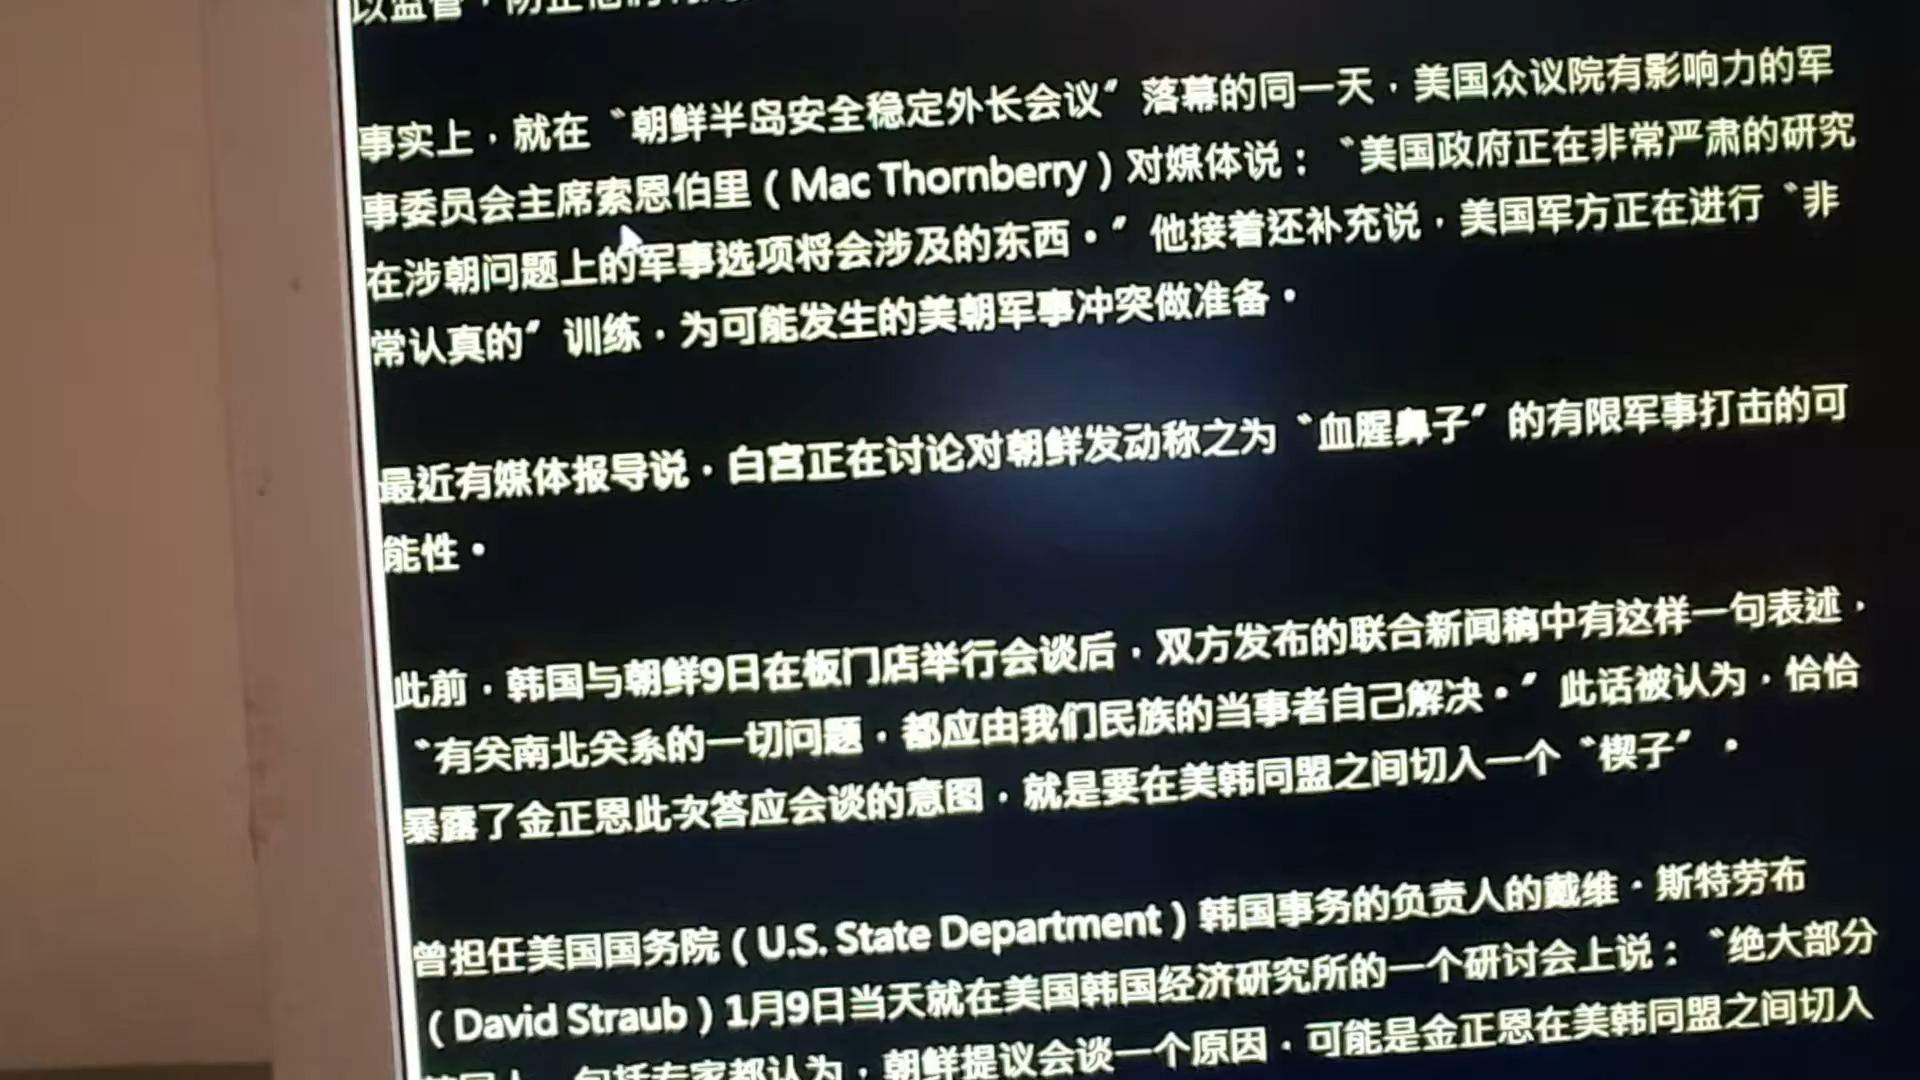 以监管，防止他们
事实上，就在〝朝鲜半岛安全稳定外长会议〞落幕的同一天，美国众议院有影响力的军
事委员会主席索恩伯里（Mac Thornberry）对媒体说：〝美国政府正在非常严肃的研究
在涉朝问题上的军事选项将会涉及的东西。〞他接着还补充说，美国军方正在进行〝非
常认真的〞训练，为可能发生的美朝军事冲突做准备。
最近有媒体报导说，白宫正在讨论对朝鲜发动称之为〝血腥鼻子〞的有限军事打击的可
能性。
此前，韩国与朝鲜9日在板门店举行会谈后，双方发布的联合新闻稿中有这样一句表述，
〝有关南北关系的一切问题，都应由我们民族的当事者自己解决。〞此话被认为，恰恰
暴露了金正恩此次答应会谈的意图，就是要在美韩同盟之间切入一个〝楔子〞。
曾担任美国国务院（U.S. State Department）韩国事务的负责人的戴维·斯特劳布
（David Straub）1月9日当天就在美国韩国经济研究所的一个研讨会上说：〝绝大部分
包括专家都认为，朝鲜提议会谈一个原因，可能是金正恩在美韩同盟之间切入